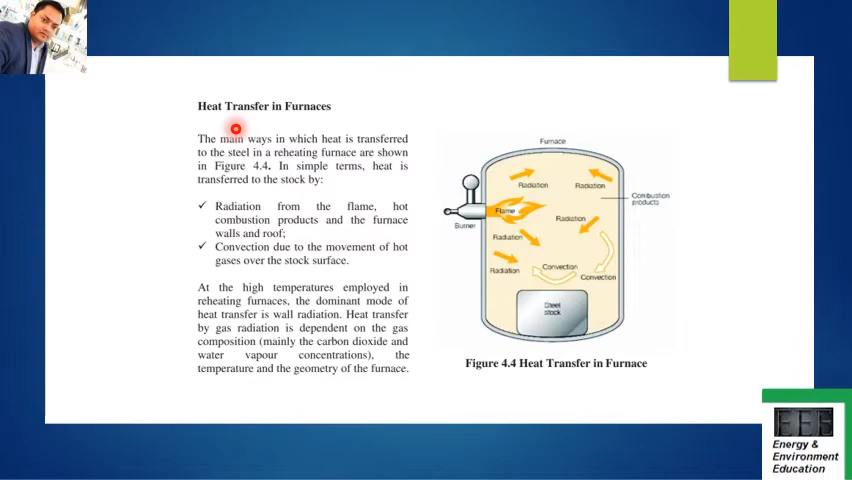 Heat Transfer in Furnaces
The main ways in which heat is transferred
to the steel in a reheating furnace are shown
in Figure 4.4. In simple terms, heat is
transferred to the stock by:
✓ Radiation from the flame, hot
combustion products and the furnace
walls and roof;
✓ Convection due to the movement of hot
gases over the stock surface.
At the high temperatures employed in
reheating furnaces, the dominant mode of
heat transfer is wall radiation. Heat transfer
by gas radiation is dependent on the gas
composition (mainly the carbon dioxide and
water vapour concentrations), the
temperature and the geometry of the furnace.
Furnace
Radiation
Radiation
Combustion
products
Flame
Radiation
Burner
Radiation
Radiation
Convection
Convection
Steel
stock
Figure 4.4 Heat Transfer in Furnace
EEE
Energy &
Environment
Education